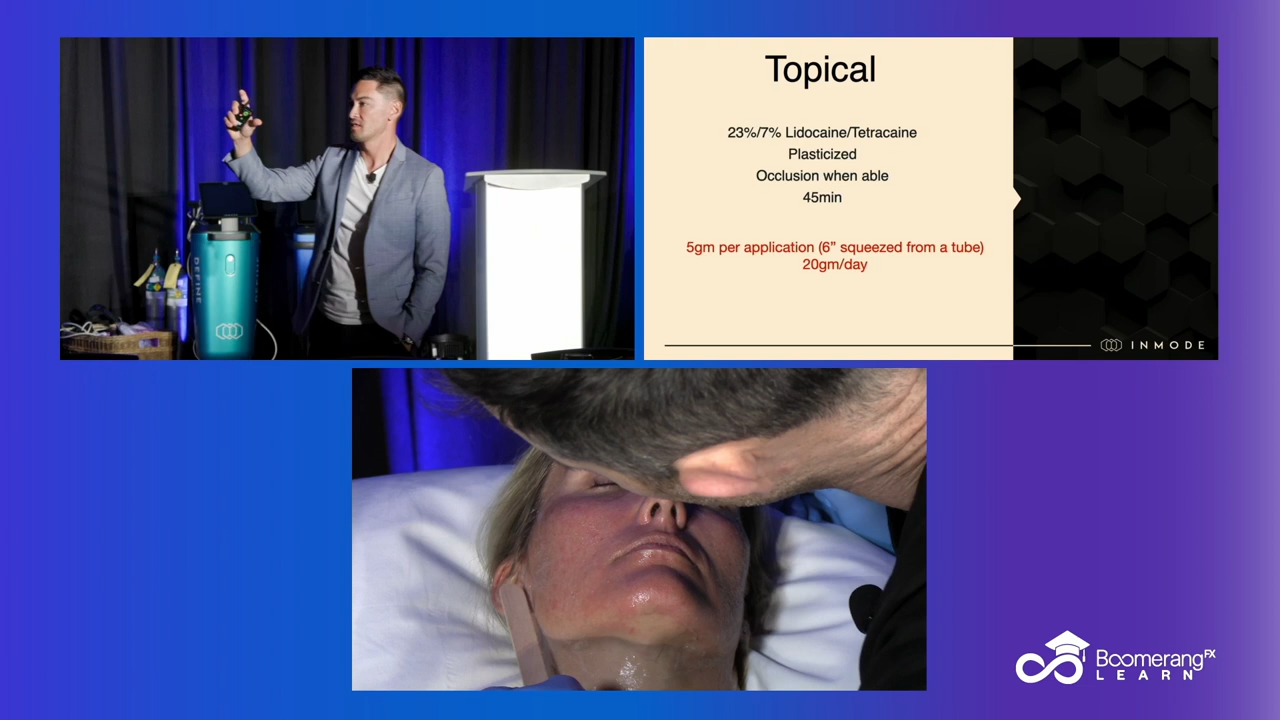 Topical
23%/7% Lidocaine/Tetracaine
Plasticized
Occlusion when able
45min
5gm per application (6” squeezed from a tube)
20gm/day
INMODE
DEFINE
BoomerangFX
LEARN